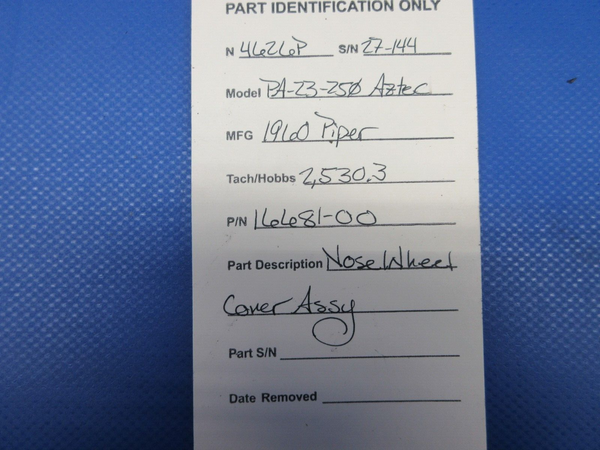 PART IDENTIFICATION ONLY
N 4626P S/N 27-144
Model PA-23-250 Aztec
MFG 1960 Piper
Tach/Hobbs 2,530.3
P/N 16681-00
Part Description Nose Wheel
Cover Assy
Part S/N
Date Removed